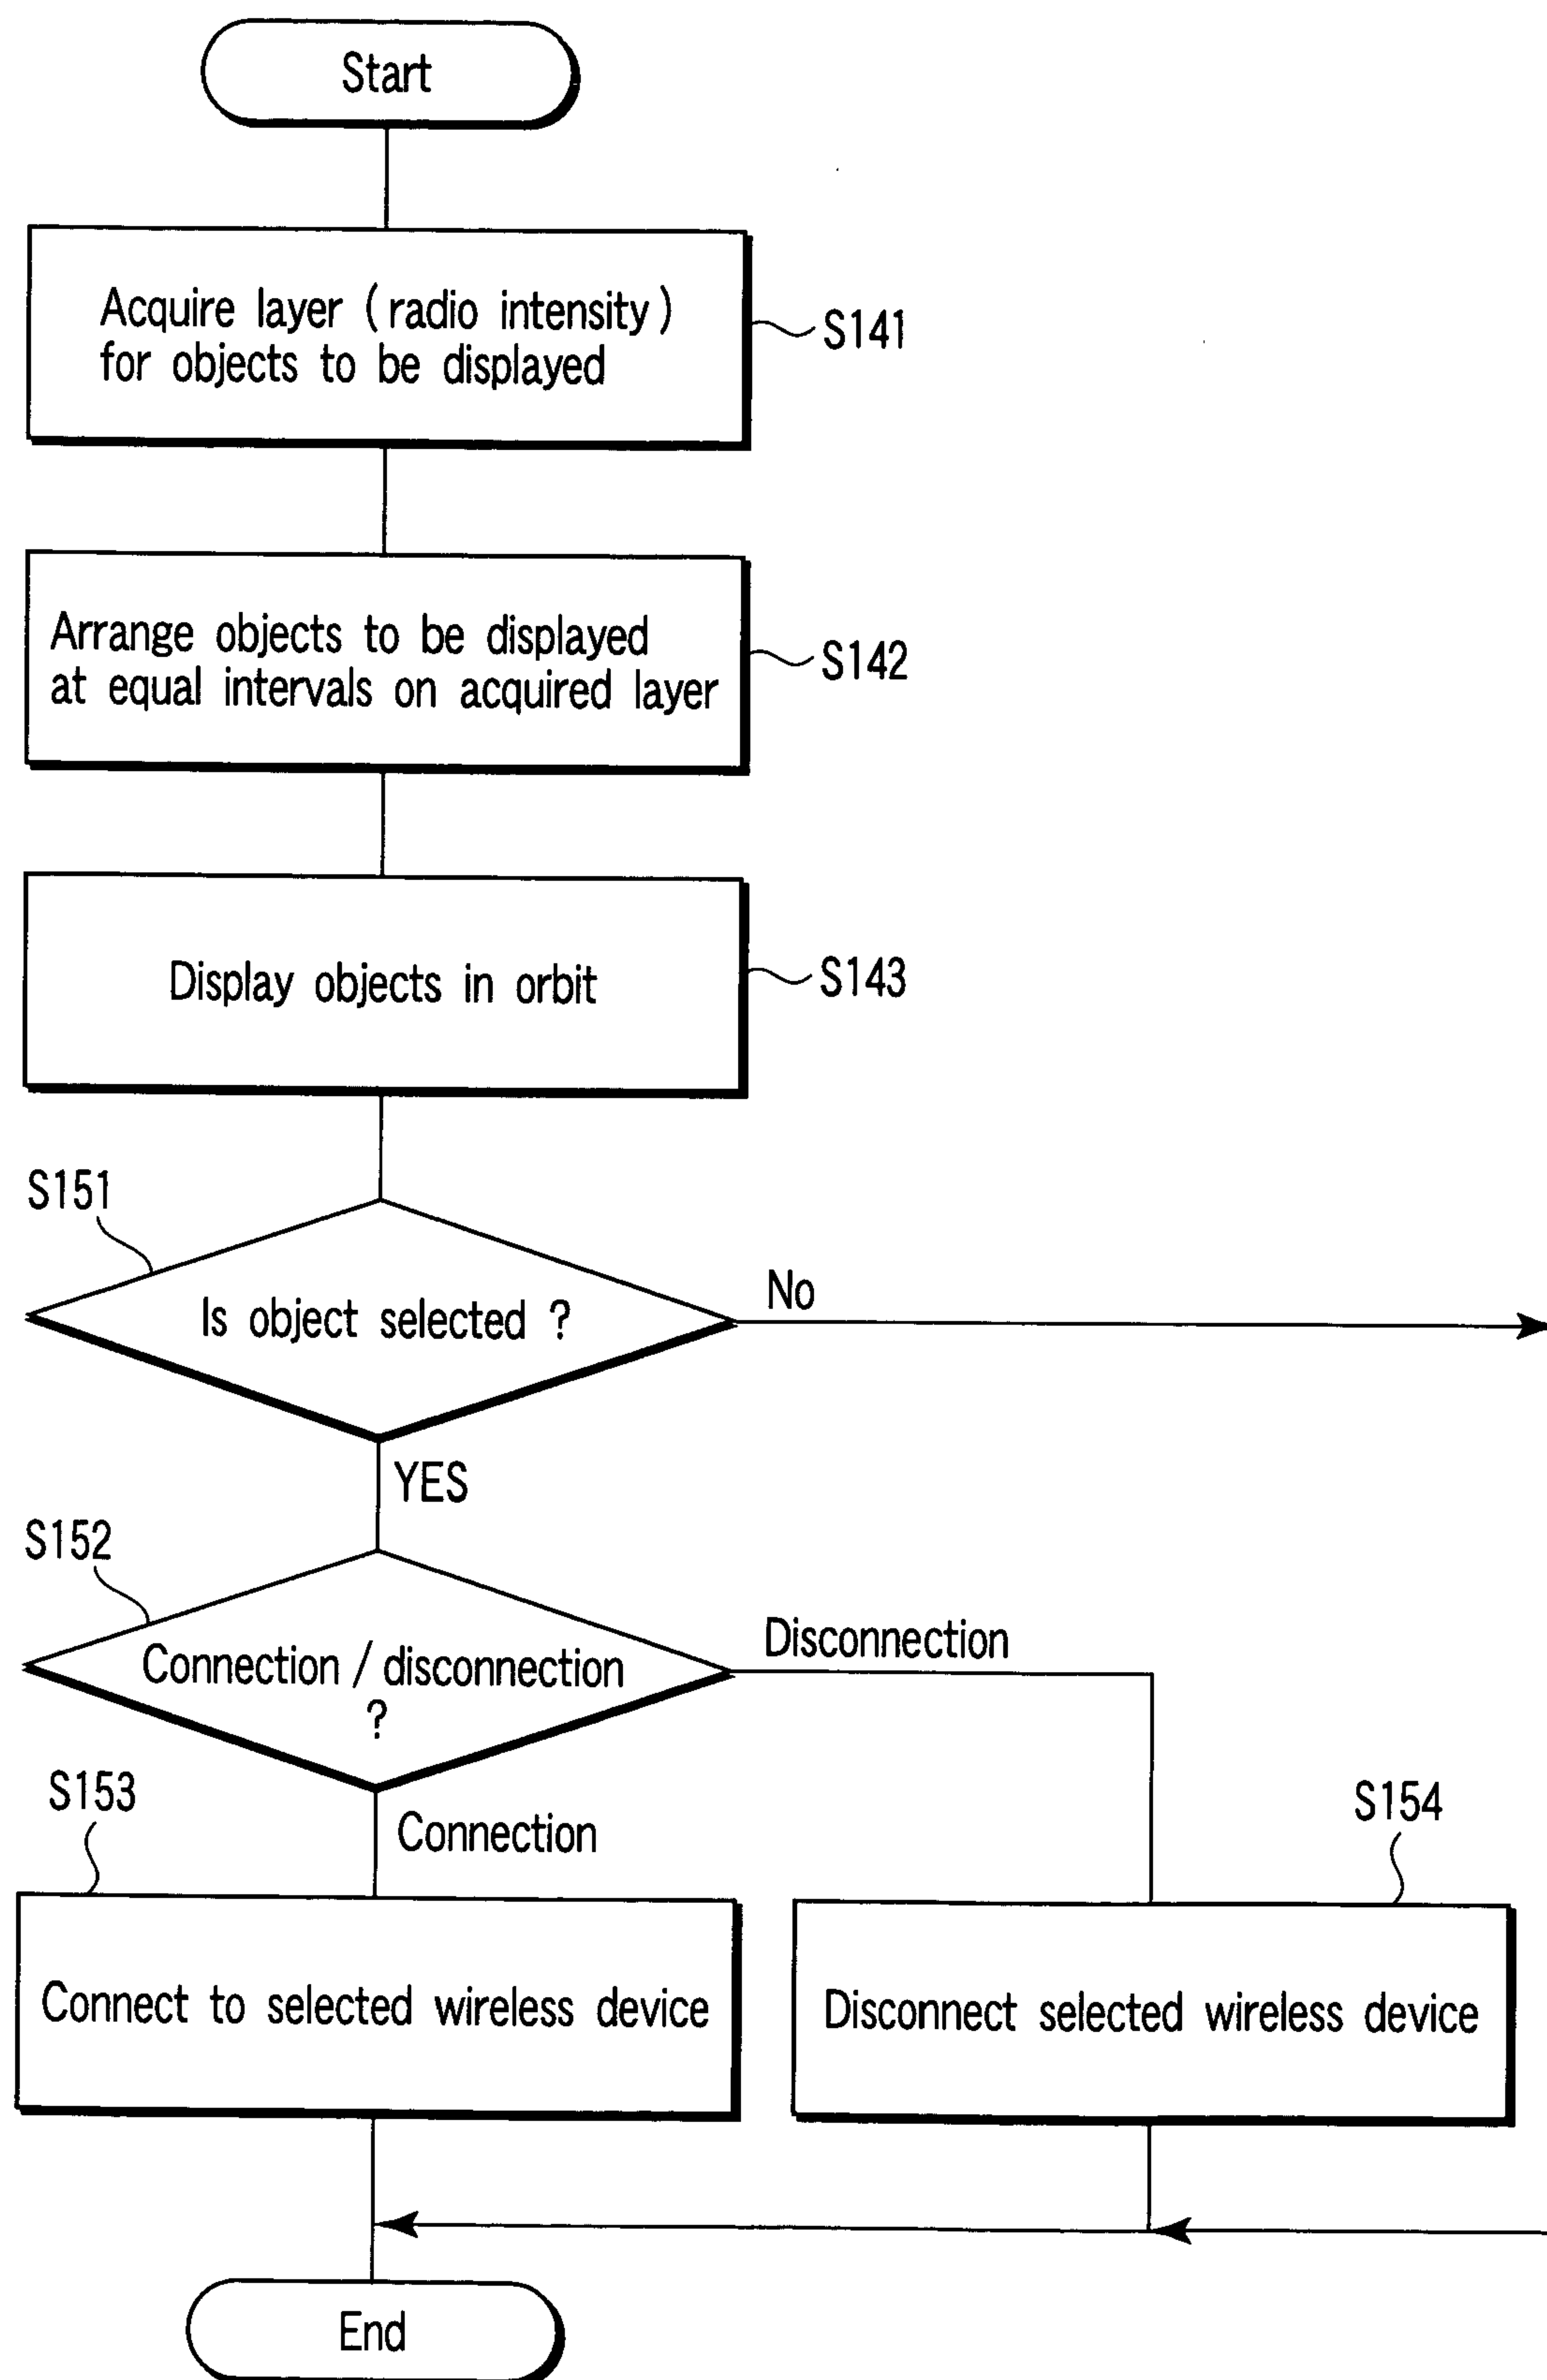 Start
Acquire layer (radio intensity)
for objects to be displayed
S141
Arrange objects to be displayed
at equal intervals on acquired layer
S142
Display objects in orbit
S143
S151
Is object selected ?
No
YES
S152
Connection / disconnection
?
Disconnection
S153
Connection
S154
Connect to selected wireless device
Disconnect selected wireless device
End